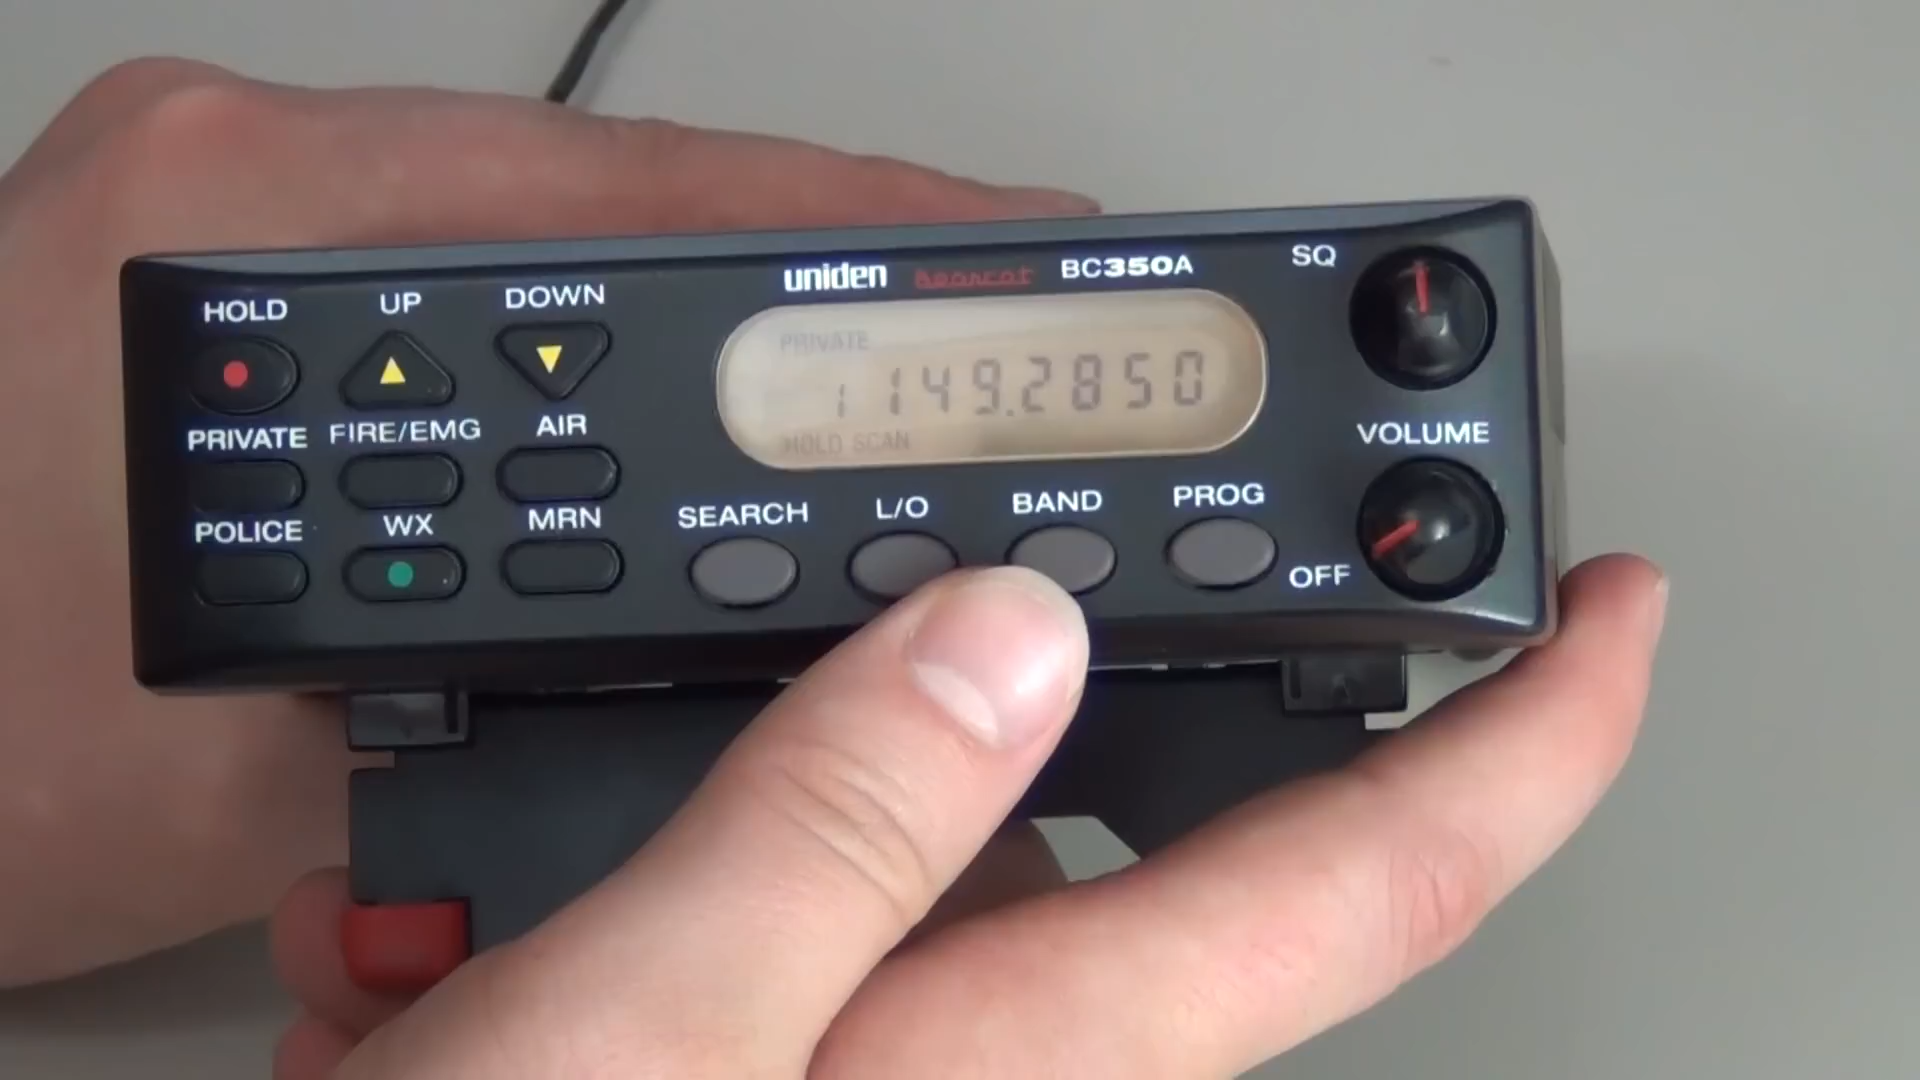 uniden Bearcat BC350A
SQ
HOLD UP DOWN
PRIVATE
1 149.2850
HOLD SCAN
PRIVATE FIRE/EMG AIR
VOLUME
POLICE WX MRN
SEARCH L/O BAND PROG
OFF